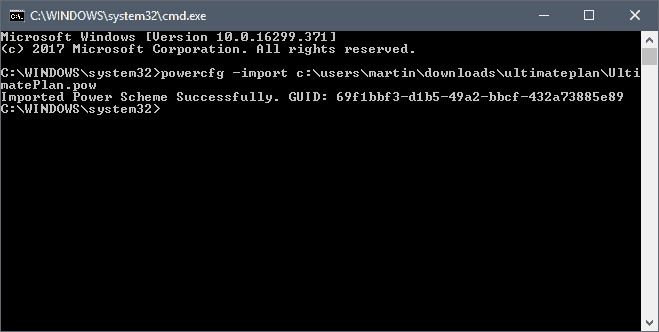 C:\WINDOWS\system32\cmd.exe
Microsoft Windows [Version 10.0.16299.371]
(c) 2017 Microsoft Corporation. All rights reserved.
C:\WINDOWS\system32>powercfg -import c:\users\martin\downloads\ultimateplan\Ulti
matePlan.pow
Imported Power Scheme Successfully. GUID: 69f1bbf3-d1b5-49a2-bbcf-432a73885e89
C:\WINDOWS\system32>